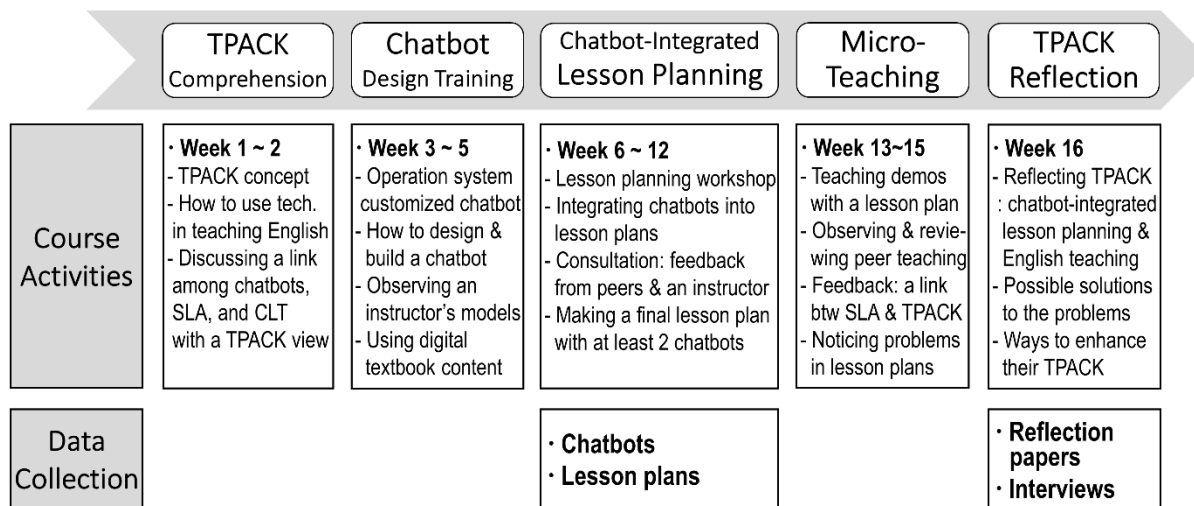 TPACK
Comprehension
Chatbot
Design Training
Chatbot-Integrated
Lesson Planning
Micro-
Teaching
TPACK
Reflection
Course
Activities
· Week 1 ~ 2
- TPACK concept
- How to use tech.
in teaching English
- Discussing a link
among chatbots,
SLA, and CLT
with a TPACK view
· Week 3 ~ 5
- Operation system
customized chatbot
- How to design &
build a chatbot
- Observing an
instructor's models
- Using digital
textbook content
· Week 6 ~ 12
- Lesson planning workshop
- Integrating chatbots into
lesson plans
- Consultation: feedback
from peers & an instructor
- Making a final lesson plan
with at least 2 chatbots
· Week 13~15
- Teaching demos
with a lesson plan
- Observing & revie-
wing peer teaching
- Feedback: a link
btw SLA & TPACK
- Noticing problems
in lesson plans
· Week 16
- Reflecting TPACK
: chatbot-integrated
lesson planning &
English teaching
- Possible solutions
to the problems
- Ways to enhance
their TPACK
Data
Collection
· Chatbots
· Lesson plans
· Reflection
papers
· Interviews